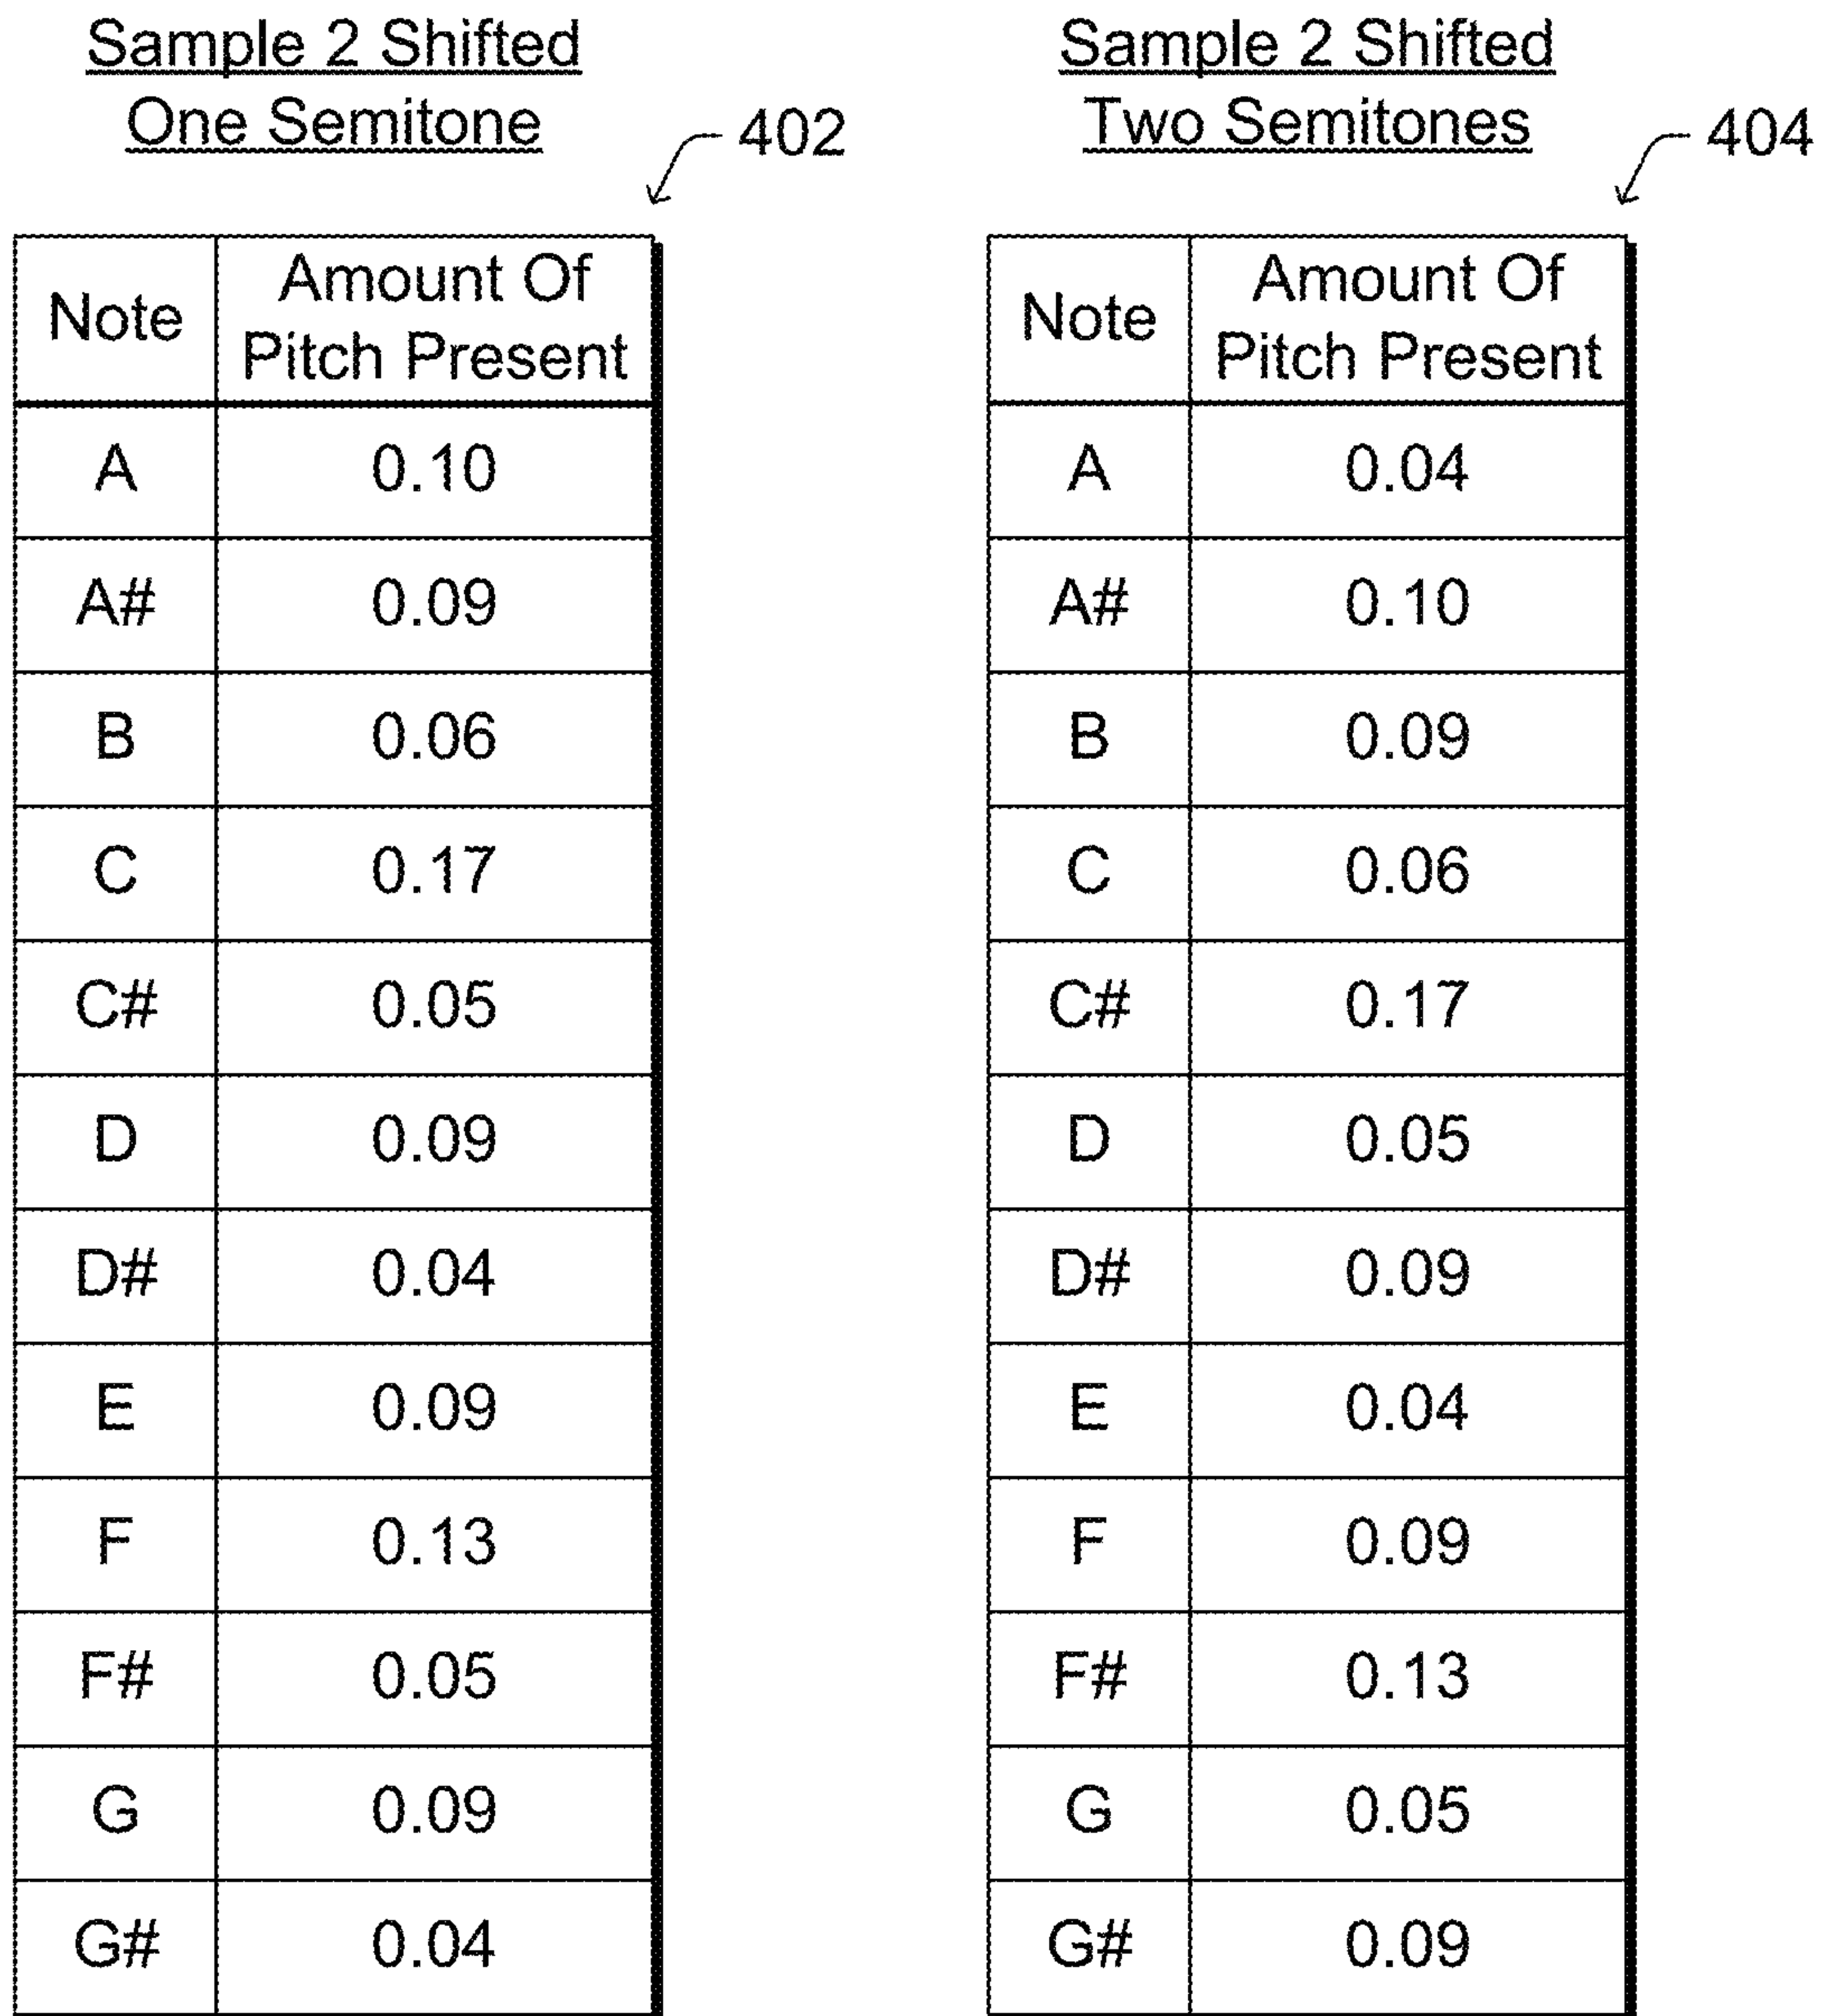 Sample 2 Shifted
One Semitone
402
Note
Amount Of
Pitch Present
A 0.10
A# 0.09
B 0.06
C 0.17
C# 0.05
D 0.09
D# 0.04
E 0.09
F 0.13
F# 0.05
G 0.09
G# 0.04
Sample 2 Shifted
Two Semitones
404
Note
Amount Of
Pitch Present
A 0.04
A# 0.10
B 0.09
C 0.06
C# 0.17
D 0.05
D# 0.09
E 0.04
F 0.09
F# 0.13
G 0.05
G# 0.09